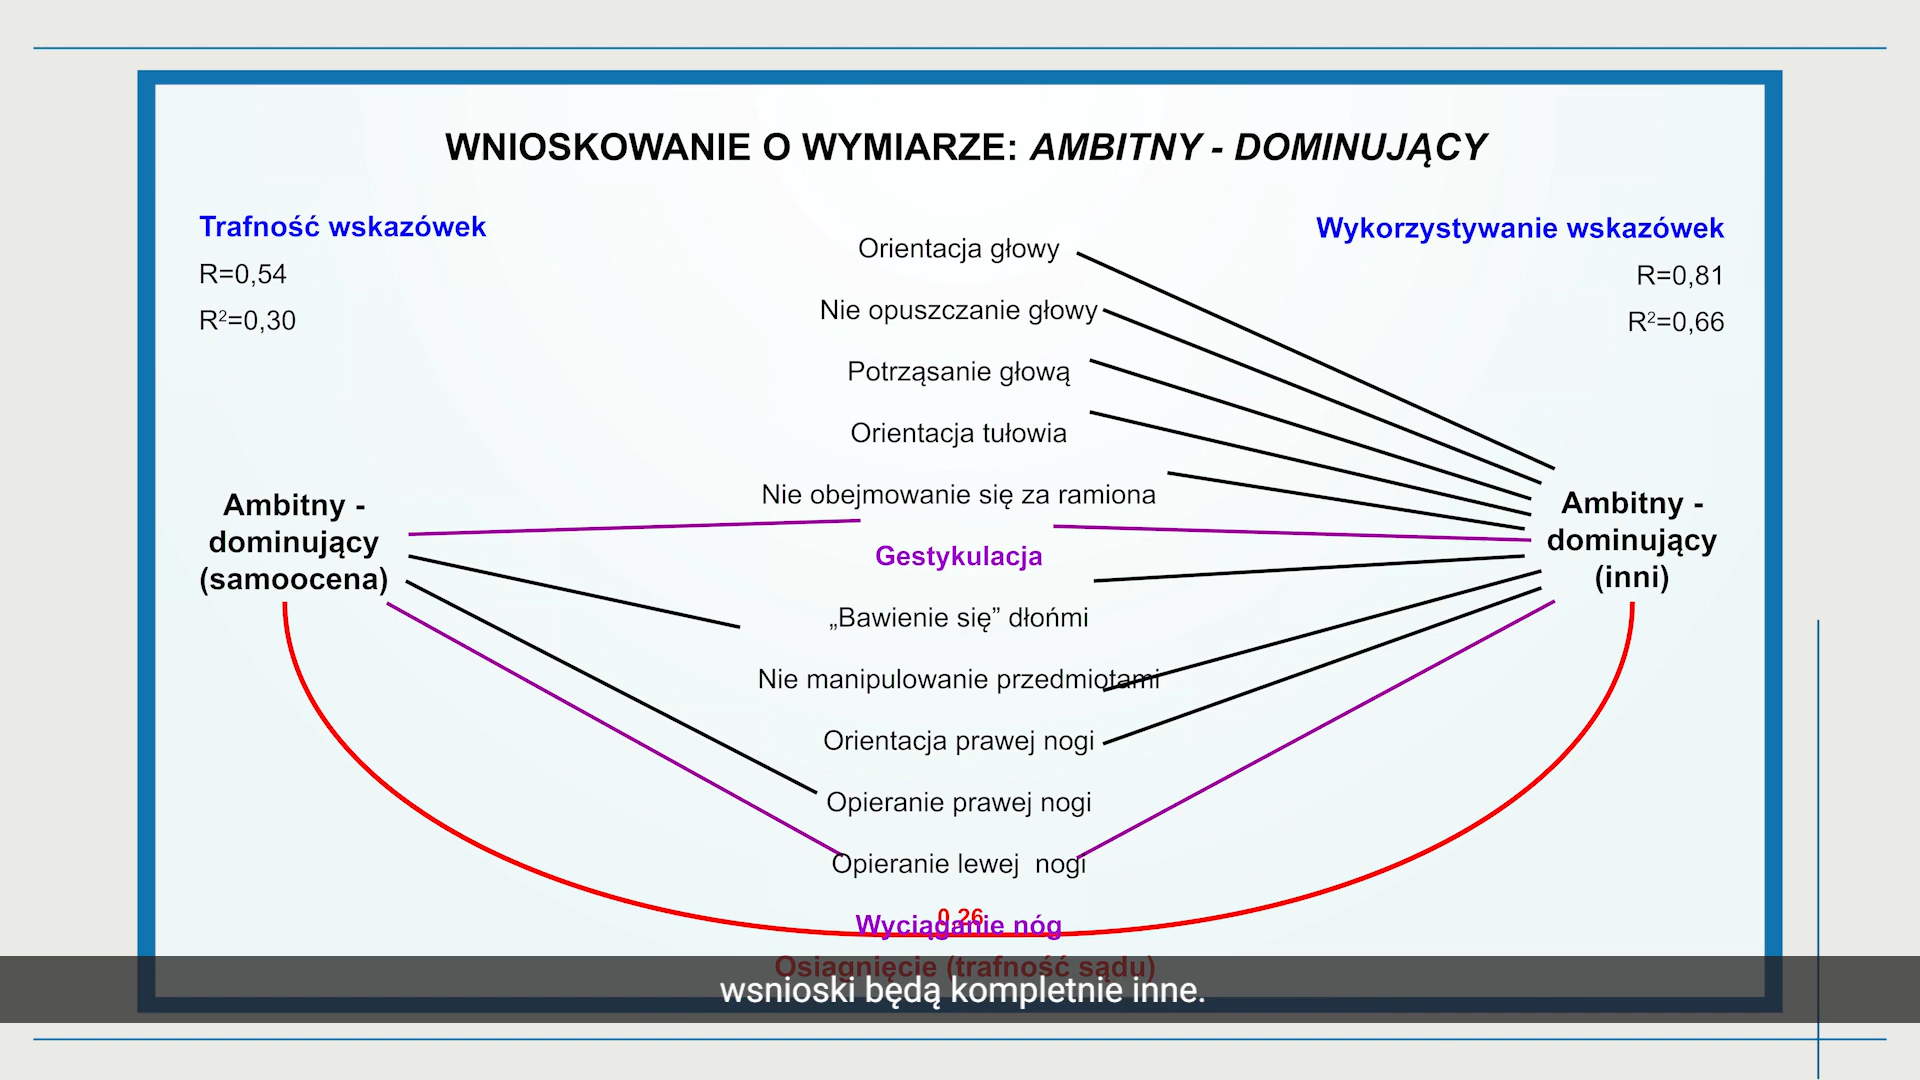 WNIOSKOWANIE O WYMIARZE: AMBITNY - DOMINUJĄCY
Trafność wskazówek
R=0,54
R²=0,30
Wykorzystywanie wskazówek
R=0,81
R²=0,66
Orientacja głowy
Nie opuszczanie głowy
Potrząsanie głową
Orientacja tułowia
Nie obejmowanie się za ramiona
Gestykulacja
„Bawienie się” dłońmi
Nie manipulowanie przedmiotami
Orientacja prawej nogi
Opieranie prawej nogi
Opieranie lewej nogi
Wyciąganie nóg
Ambitny -
dominujący
(samoocena)
Ambitny -
dominujący
(inni)
0,26
Osiągnięcie (trafność sądu)
wsnioski będą kompletnie inne.